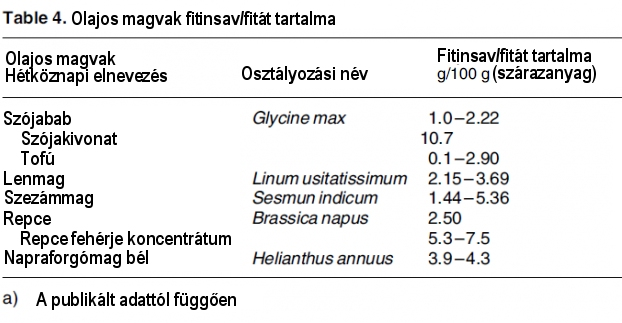 Table 4. Olajos magvak fitinsav/fitát tartalma
Olajos magvak
Hétköznapi elnevezés
Osztályozási név
Fitinsav/fitát tartalma
g/100 g (szárazanyag)
Szójabab Glycine max 1.0–2.22
Szójakivonat 10.7
Tofú 0.1–2.90
Lenmag Linum usitatissimum 2.15–3.69
Szezámmag Sesmun indicum 1.44–5.36
Repce Brassica napus 2.50
Repce fehérje koncentrátum 5.3–7.5
Napraforgómag bél Helianthus annuus 3.9–4.3
a) A publikált adattól függően